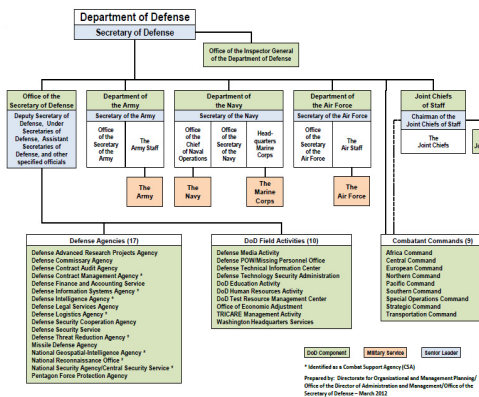 Department of Defense
Secretary of Defense
Office of the Inspector General
of the Department of Defense
Office of the
Secretary of Defense
Deputy Secretary of
Defense, Under
Secretaries of
Defense, Assistant
Secretaries of
Defense, and other
specified officials
Department of
the Army
Secretary of the Army
Office
of the
Secretary
of the
Army
The
Army Staff
The
Army
Department of
the Navy
Secretary of the Navy
Office
of the
Chief
of Naval
Operations
Office
of the
Secretary
of the
Navy
Head-
quarters
Marine
Corps
The
Navy
The
Marine
Corps
Department of
the Air Force
Secretary of the Air Force
Office
of the
Secretary
of the
Air Force
The
Air Staff
The
Air Force
Joint Chiefs
of Staff
Chairman of the
Joint Chiefs of Staff
The
Joint Chiefs
Defense Agencies (17)
Defense Advanced Research Projects Agency
Defense Commissary Agency
Defense Contract Audit Agency
Defense Contract Management Agency *
Defense Finance and Accounting Service
Defense Information Systems Agency *
Defense Intelligence Agency *
Defense Legal Services Agency
Defense Logistics Agency *
Defense Security Cooperation Agency
Defense Security Service
Defense Threat Reduction Agency *
Missile Defense Agency
National Geospatial-Intelligence Agency *
National Reconnaissance Office *
National Security Agency/Central Security Service *
Pentagon Force Protection Agency
DoD Field Activities (10)
Defense Media Activity
Defense POW/Missing Personnel Office
Defense Technical Information Center
Defense Technology Security Administration
DoD Education Activity
DoD Human Resources Activity
DoD Test Resource Management Center
Office of Economic Adjustment
TRICARE Management Activity
Washington Headquarters Services
Combatant Commands (9)
Africa Command
Central Command
European Command
Northern Command
Pacific Command
Southern Command
Special Operations Command
Strategic Command
Transportation Command
DoD Component
Military Service
Senior Leader
* Identified as a Combat Support Agency (CSA)
Prepared by: Directorate for Organizational and Management Planning/
Office of the Director of Administration and Management/Office of the
Secretary of Defense – March 2012